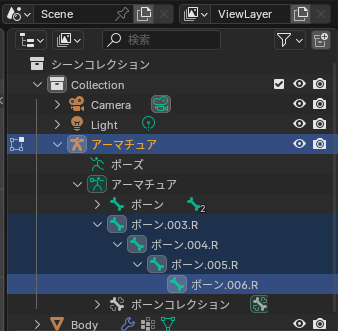 Scene
ViewLayer
検索
シーンコレクション
Collection
Camera
Light
アーマチュア
ポーズ
アーマチュア
ボーン 2
ボーン.003.R
ボーン.004.R
ボーン.005.R
ボーン.006.R
ボーンコレクション
Body